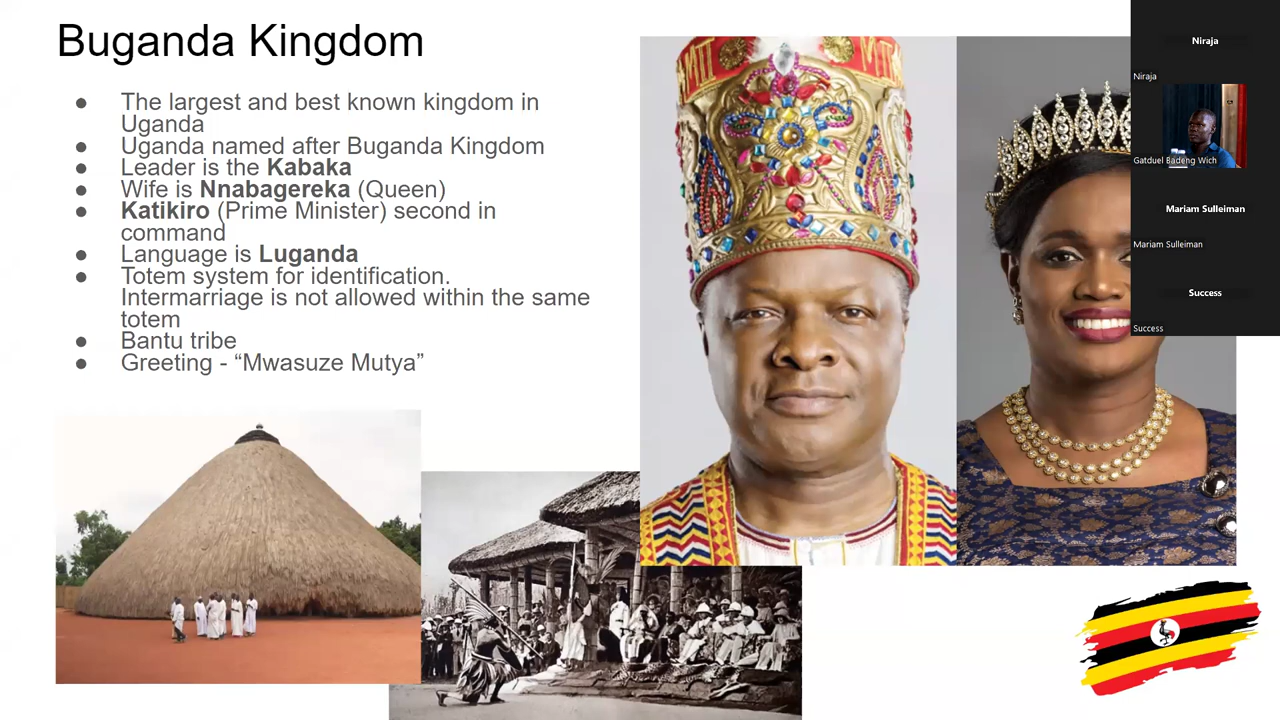 Buganda Kingdom
● The largest and best known kingdom in
Uganda
● Uganda named after Buganda Kingdom
● Leader is the Kabaka
● Wife is Nnabagereka (Queen)
● Katikiro (Prime Minister) second in
command
● Language is Luganda
● Totem system for identification.
Intermarriage is not allowed within the same
totem
● Bantu tribe
● Greeting - “Mwasuze Mutya”
Niraja
Niraja
Gatduel Badeng Wich
Mariam Sulleiman
Mariam Sulleiman
Success
Success